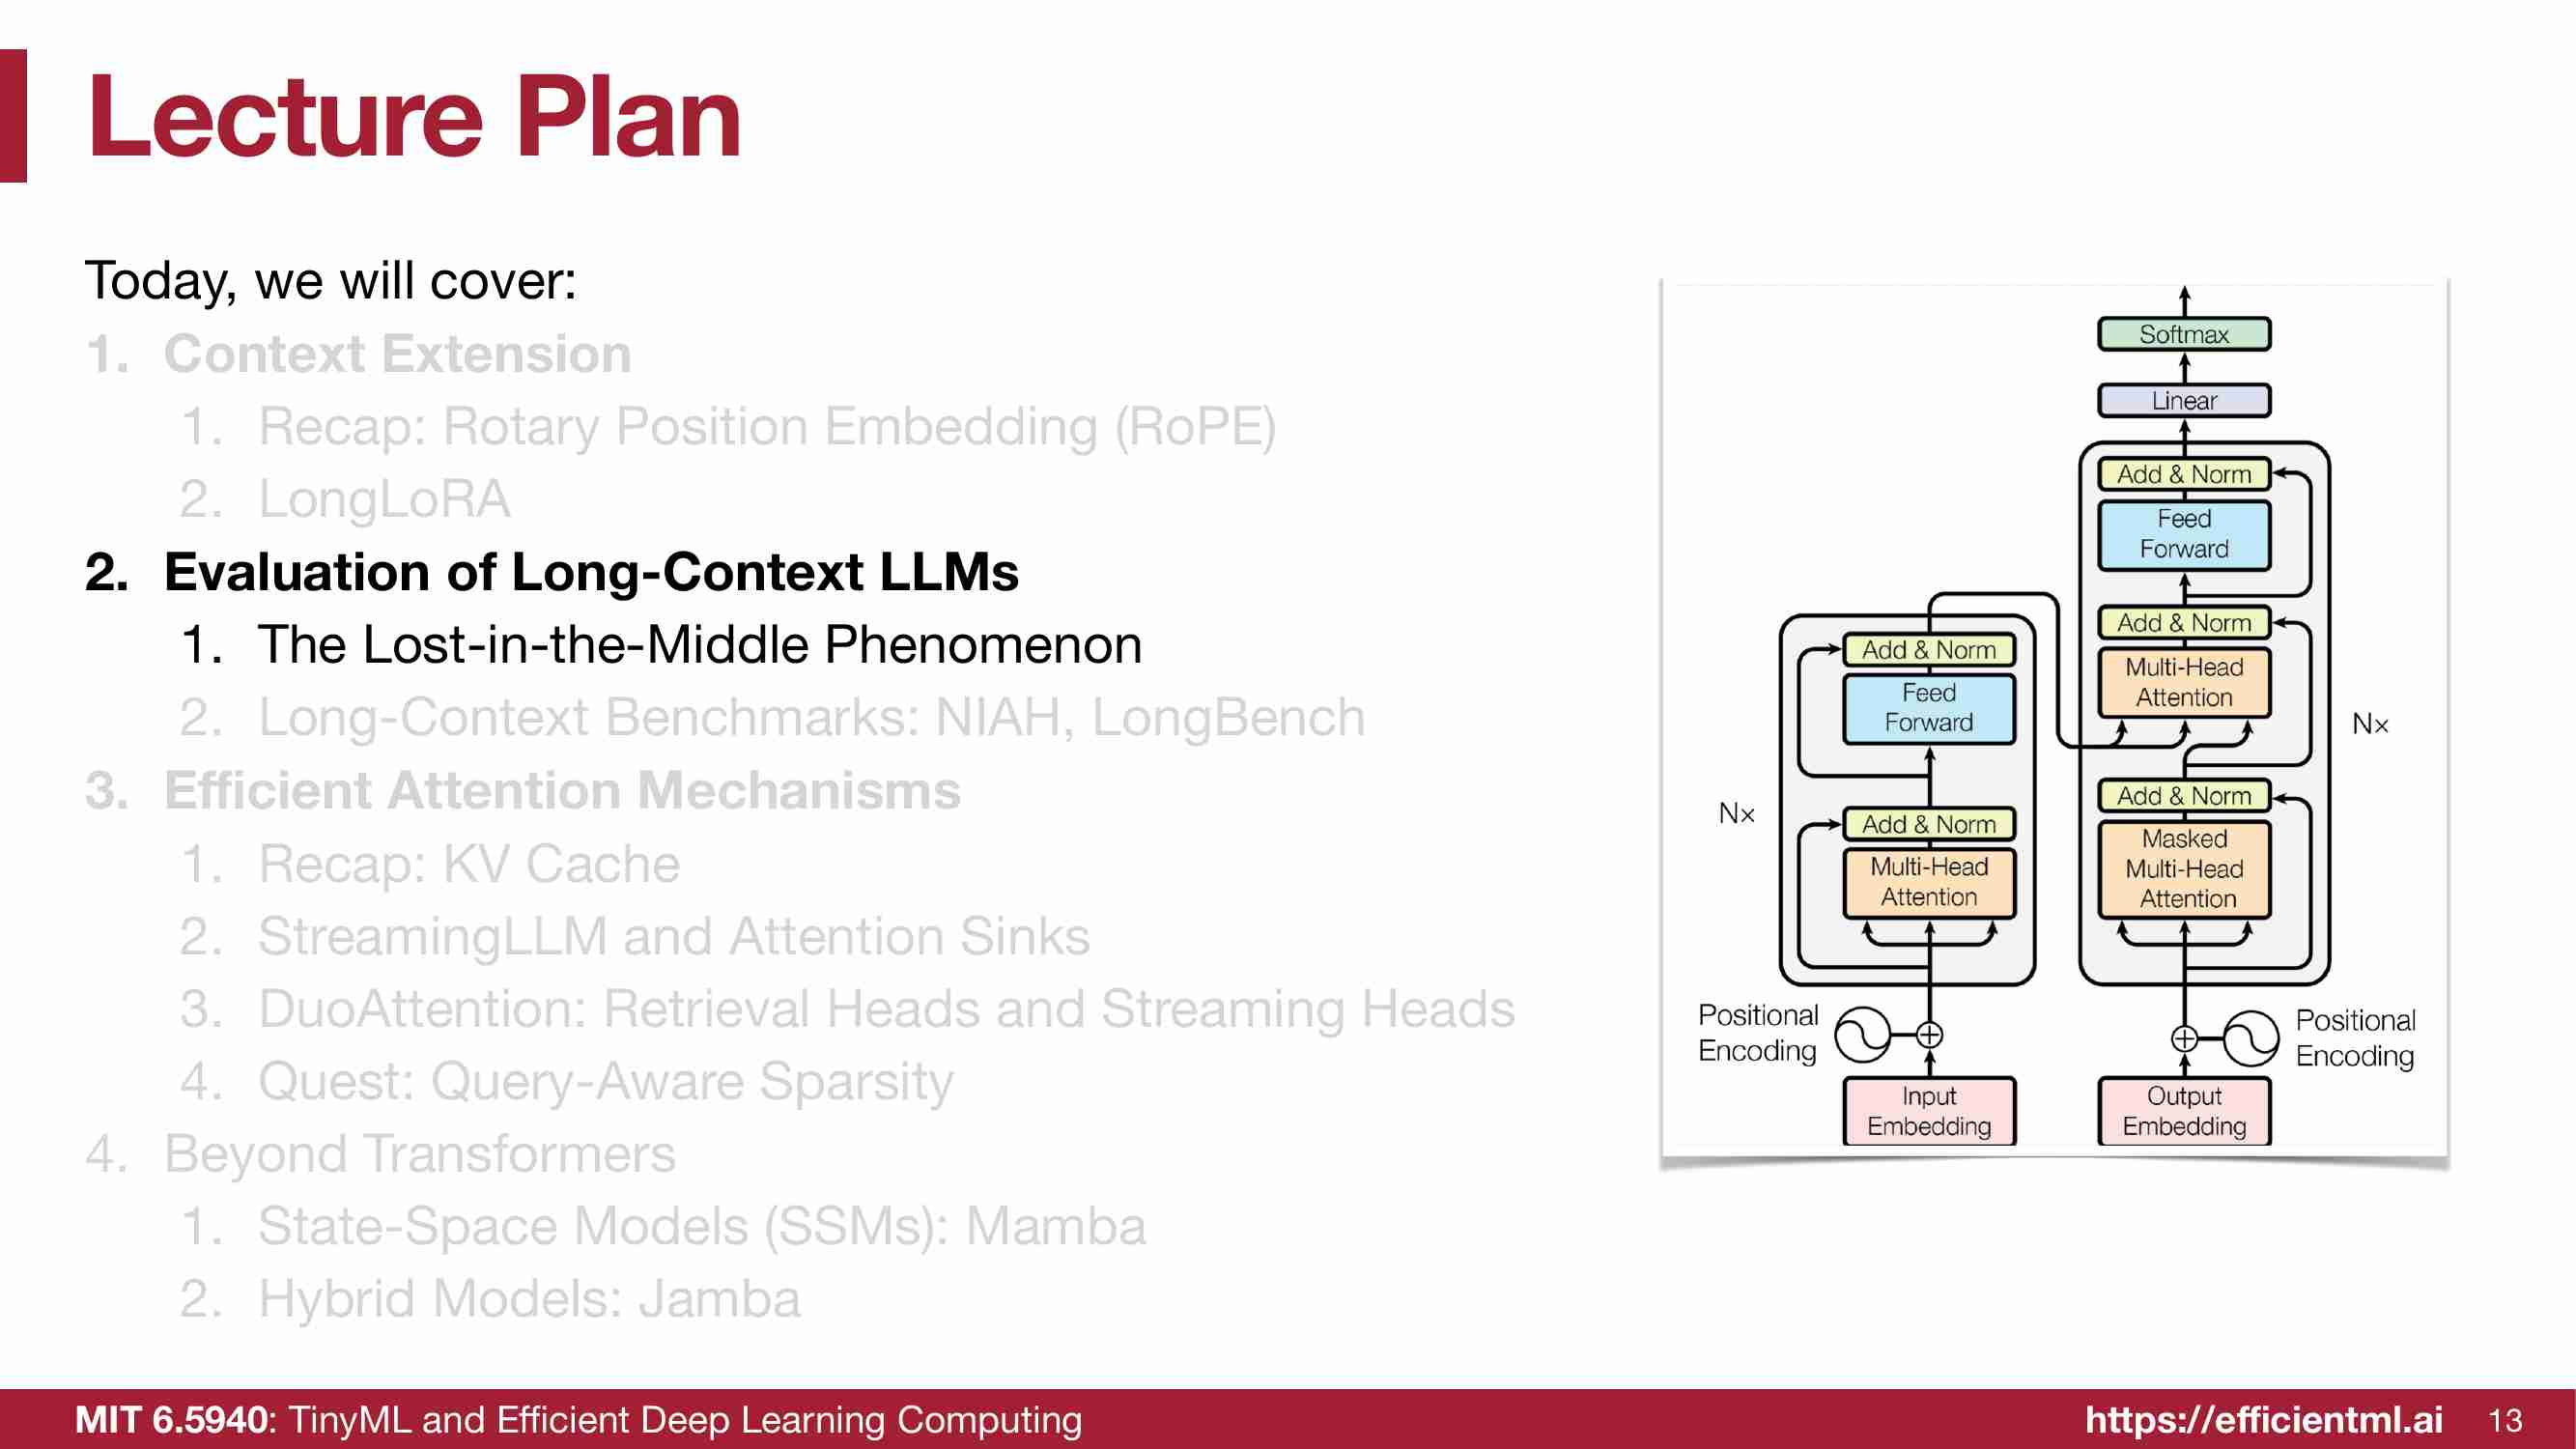 Lecture Plan
Today, we will cover:
1. Context Extension
1. Recap: Rotary Position Embedding (RoPE)
2. LongLoRA
2. Evaluation of Long-Context LLMs
1. The Lost-in-the-Middle Phenomenon
2. Long-Context Benchmarks: NIAH, LongBench
3. Efficient Attention Mechanisms
1. Recap: KV Cache
2. StreamingLLM and Attention Sinks
3. DuoAttention: Retrieval Heads and Streaming Heads
4. Quest: Query-Aware Sparsity
4. Beyond Transformers
1. State-Space Models (SSMs): Mamba
2. Hybrid Models: Jamba
Softmax
Linear
Add & Norm
Feed
Forward
Add & Norm
Multi-Head
Attention
N×
Add & Norm
Masked
Multi-Head
Attention
Add & Norm
Feed
Forward
N×
Add & Norm
Multi-Head
Attention
Positional
Encoding
Positional
Encoding
Input
Embedding
Output
Embedding
MIT 6.5940: TinyML and Efficient Deep Learning Computing
https://efficientml.ai
13